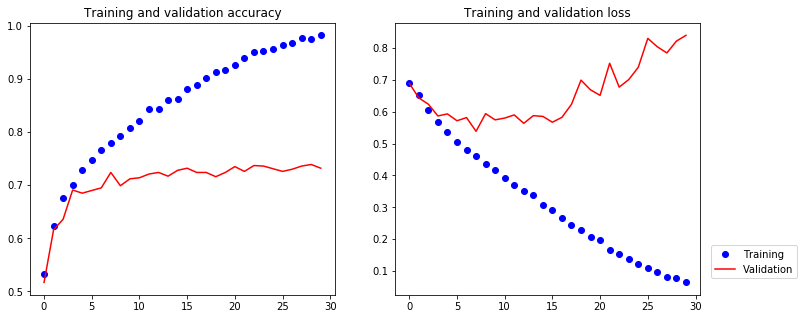 Training and validation accuracy
1.0
0.9
0.8
0.7
0.6
0.5
0 5 10 15 20 25 30
Training and validation loss
0.8
0.7
0.6
0.5
0.4
0.3
0.2
0.1
0 5 10 15 20 25 30
Training
Validation